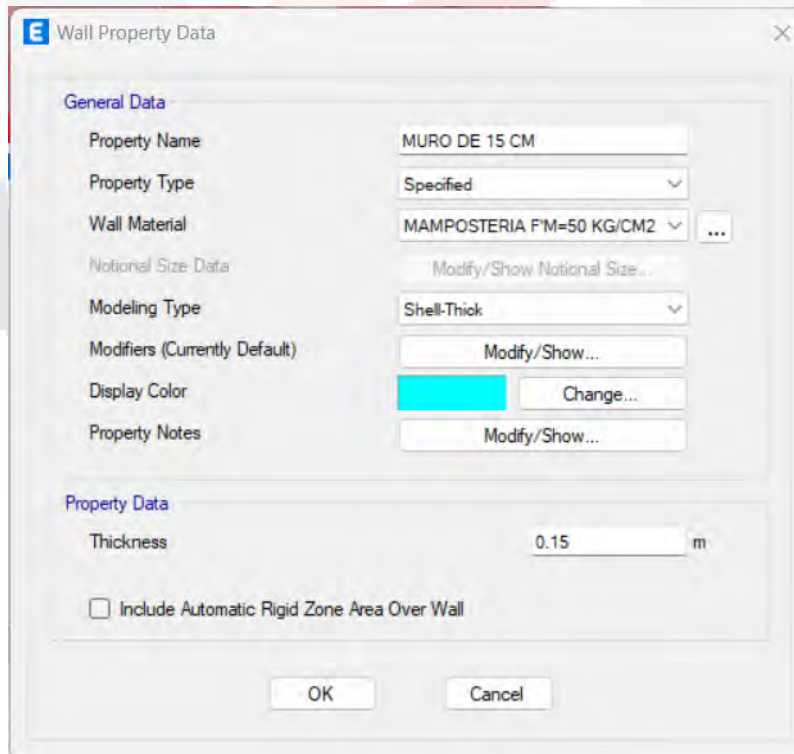 E Wall Property Data
General Data
Property Name MURO DE 15 CM
Property Type Specified
Wall Material MAMPOSTERIA F'M=50 KG/CM2 ...
Notional Size Data Modify/Show Notional Size...
Modeling Type Shell-Thick
Modifiers (Currently Default) Modify/Show...
Display Color Change...
Property Notes Modify/Show...
Property Data
Thickness 0.15 m
Include Automatic Rigid Zone Area Over Wall
OK Cancel